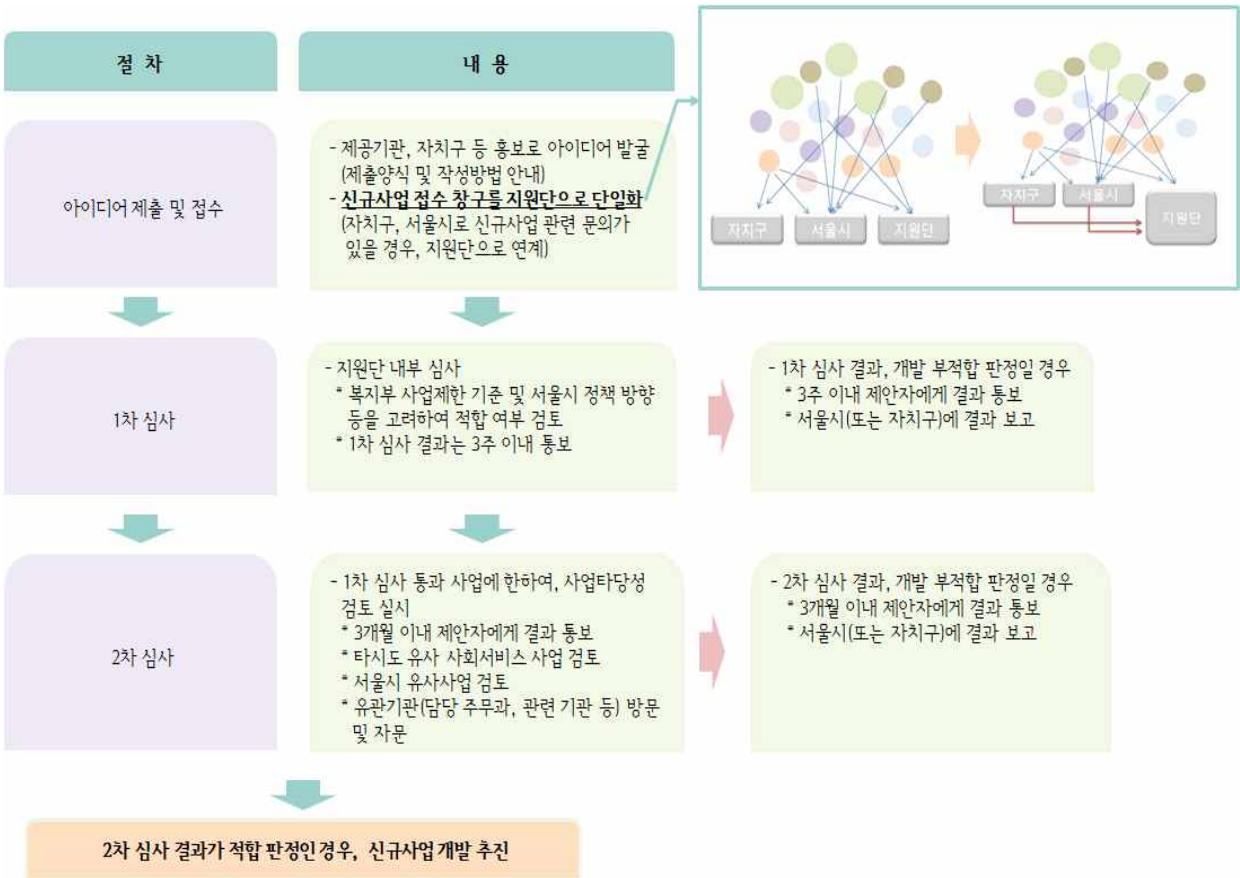 절 차
내 용
자치구
서울시
지원단
자치구
서울시
지원단
아이디어 제출 및 접수
- 제공기관, 자치구 등 홍보로 아이디어 발굴
(제출양식 및 작성방법 안내)
- 신규사업 접수 창구를 지원단으로 단일화
(자치구, 서울시로 신규사업 관련 문의가
있을 경우, 지원단으로 연계)
1차 심사
- 지원단 내부 심사
* 복지부 사업제한 기준 및 서울시 정책 방향
등을 고려하여 적합 여부 검토
* 1차 심사 결과는 3주 이내 통보
- 1차 심사 결과, 개발 부적합 판정일 경우
* 3주 이내 제안자에게 결과 통보
* 서울시(또는 자치구)에 결과 보고
2차 심사
- 1차 심사 통과 사업에 한하여, 사업타당성
검토 실시
* 3개월 이내 제안자에게 결과 통보
* 타시도 유사 사회서비스 사업 검토
* 서울시 유사사업 검토
* 유관기관(담당 주무과, 관련 기관 등) 방문
및 자문
- 2차 심사 결과, 개발 부적합 판정일 경우
* 3개월 이내 제안자에게 결과 통보
* 서울시(또는 자치구)에 결과 보고
2차 심사 결과가 적합 판정인 경우, 신규사업 개발 추진